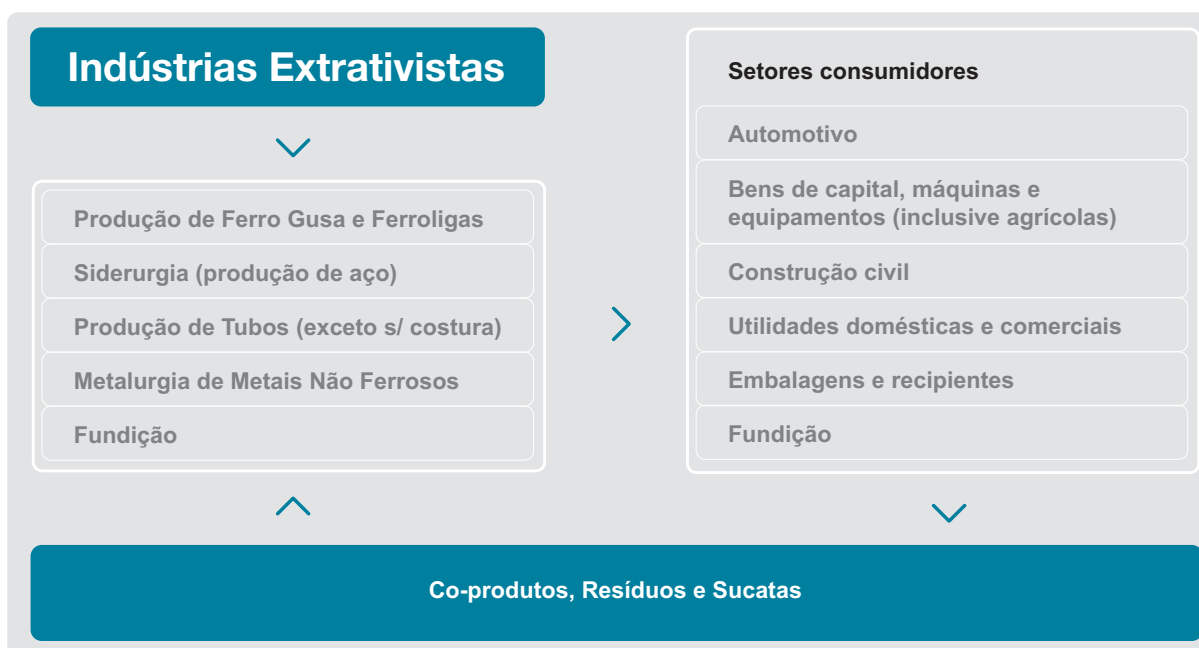 Indústrias Extrativistas
Produção de Ferro Gusa e Ferroligas
Siderurgia (produção de aço)
Produção de Tubos (exceto s/ costura)
Metalurgia de Metais Não Ferrosos
Fundição
Setores consumidores
Automotivo
Bens de capital, máquinas e
equipamentos (inclusive agrícolas)
Construção civil
Utilidades domésticas e comerciais
Embalagens e recipientes
Fundição
Co-produtos, Resíduos e Sucatas